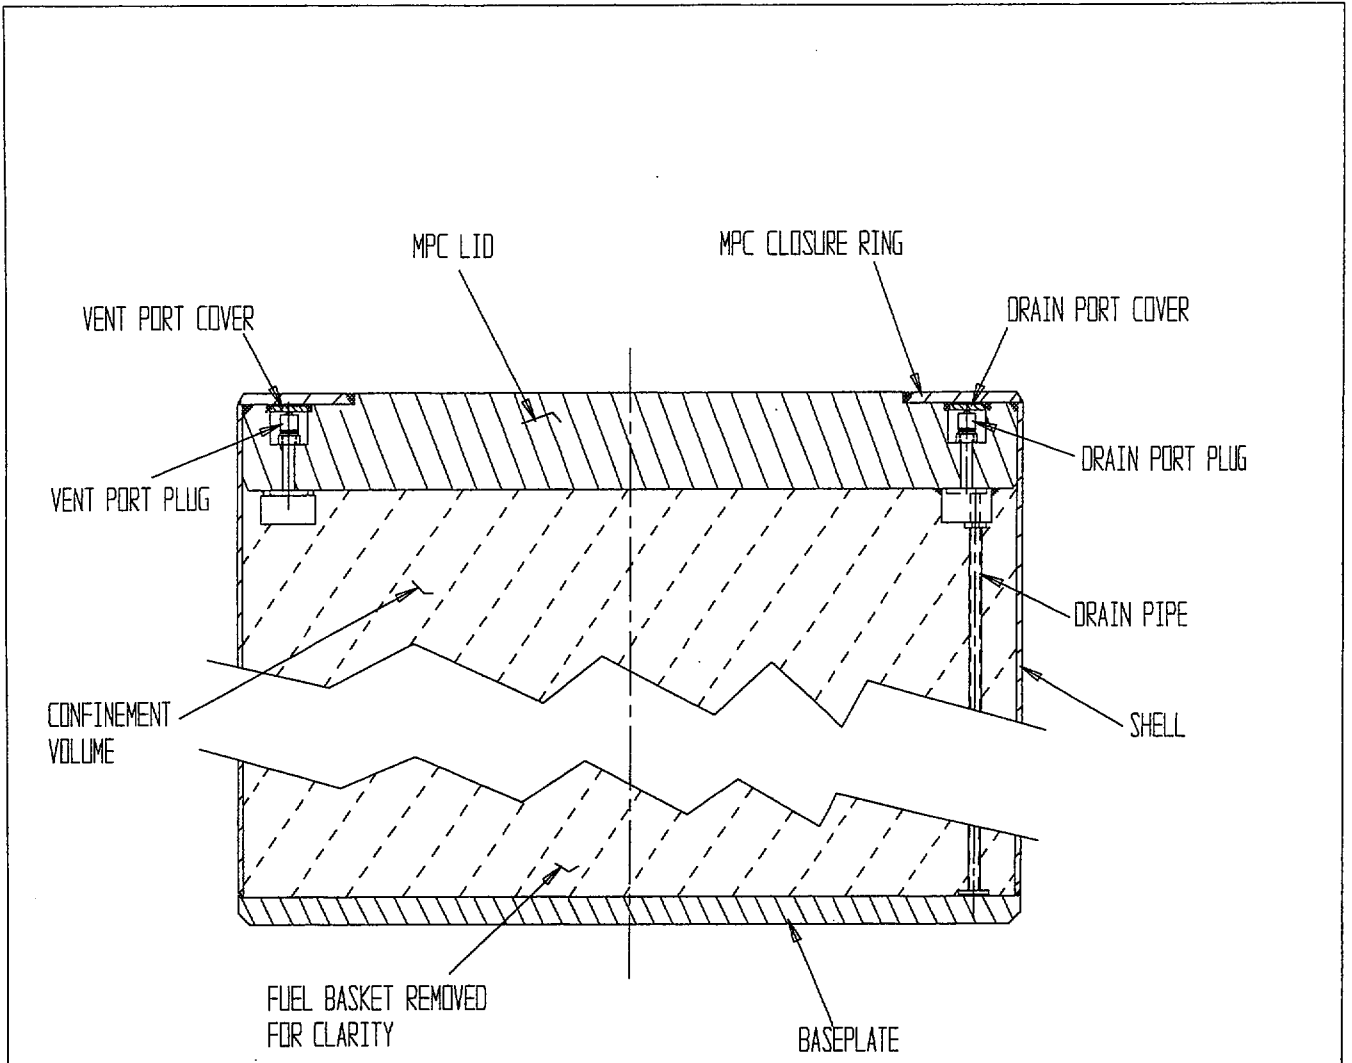 MPC LID
MPC CLOSURE RING
VENT PORT COVER
DRAIN PORT COVER
VENT PORT PLUG
DRAIN PORT PLUG
DRAIN PIPE
CONFINEMENT
VOLUME
SHELL
FUEL BASKET REMOVED
FOR CLARITY
BASEPLATE